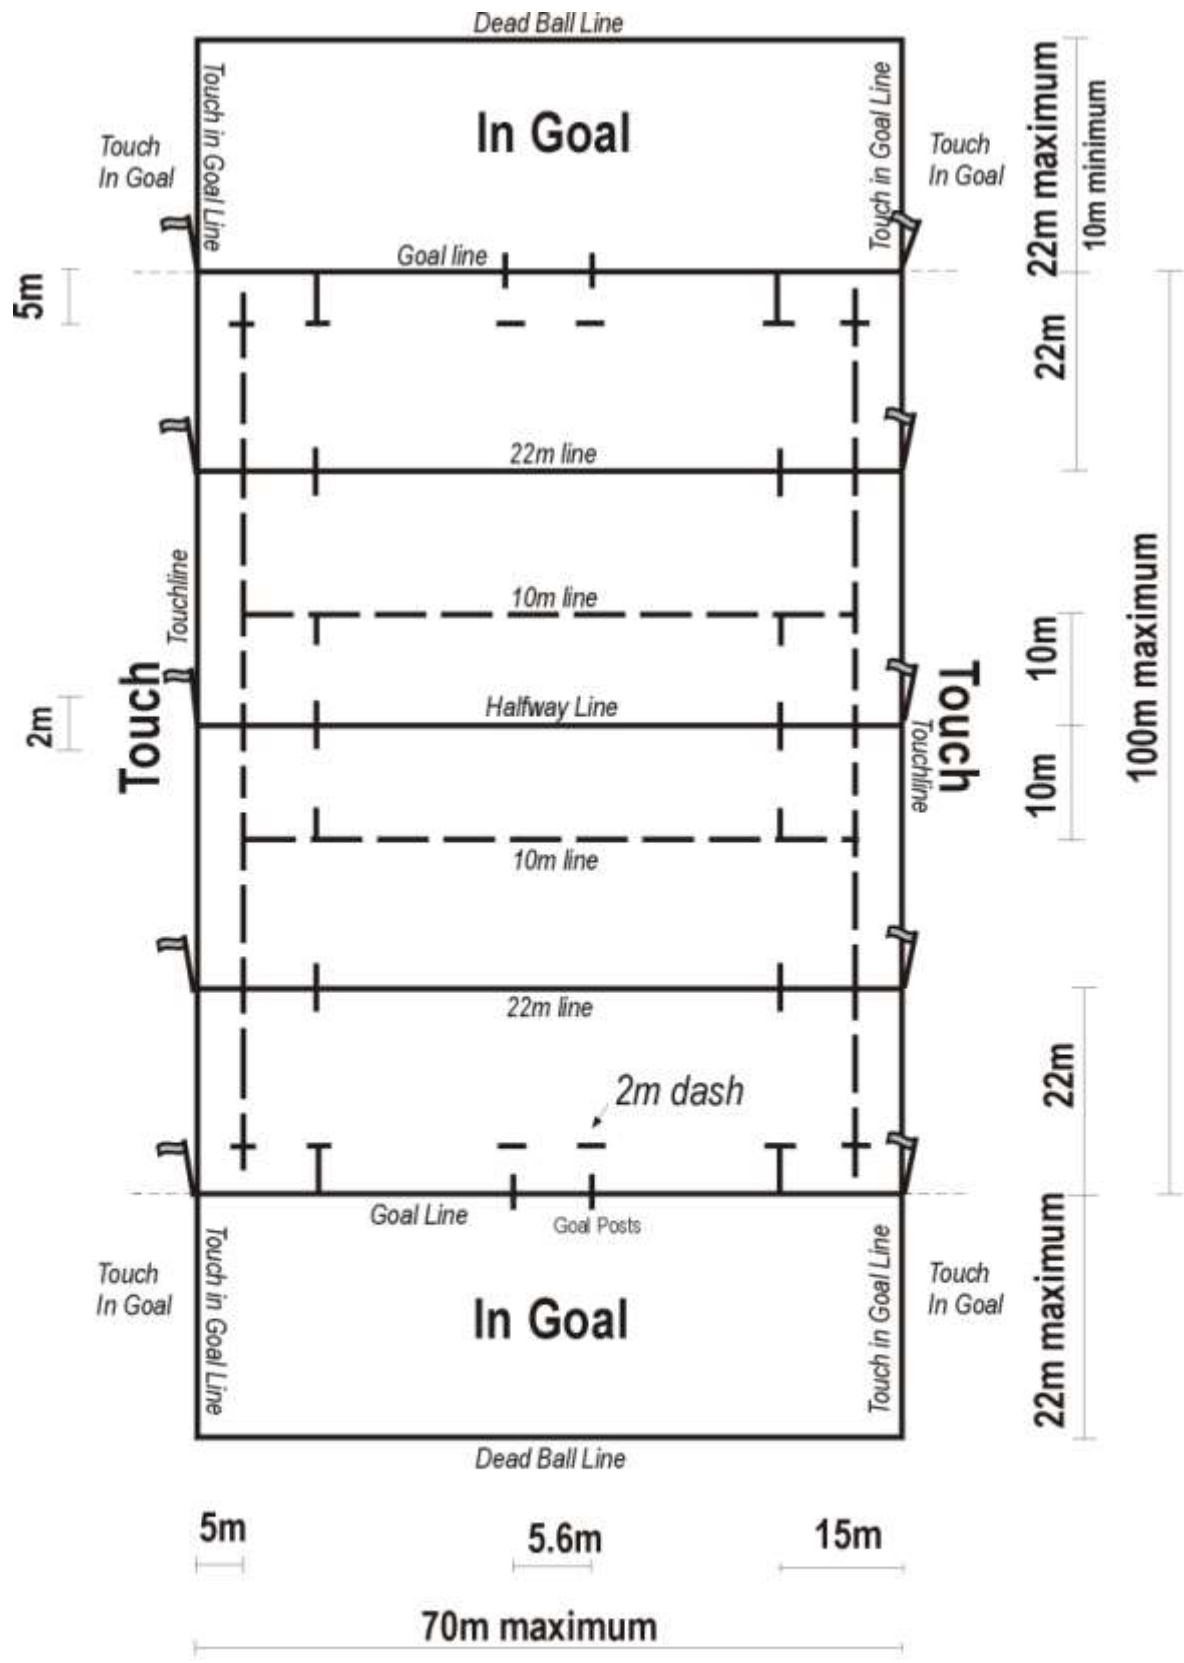 Dead Ball Line
Touch in Goal Line
Touch in Goal Line
In Goal
Touch
In Goal
Touch
In Goal
22m maximum
10m minimum
Goal line
5m
22m
22m line
Touchline
10m line
10m
100m maximum
Touch
Touch
2m
Halfway Line
Touchline
10m
10m line
22m line
22m
2m dash
Goal Line
Goal Posts
Touch in Goal Line
Touch in Goal Line
Touch
In Goal
Touch
In Goal
In Goal
22m maximum
Dead Ball Line
5m
5.6m
15m
70m maximum